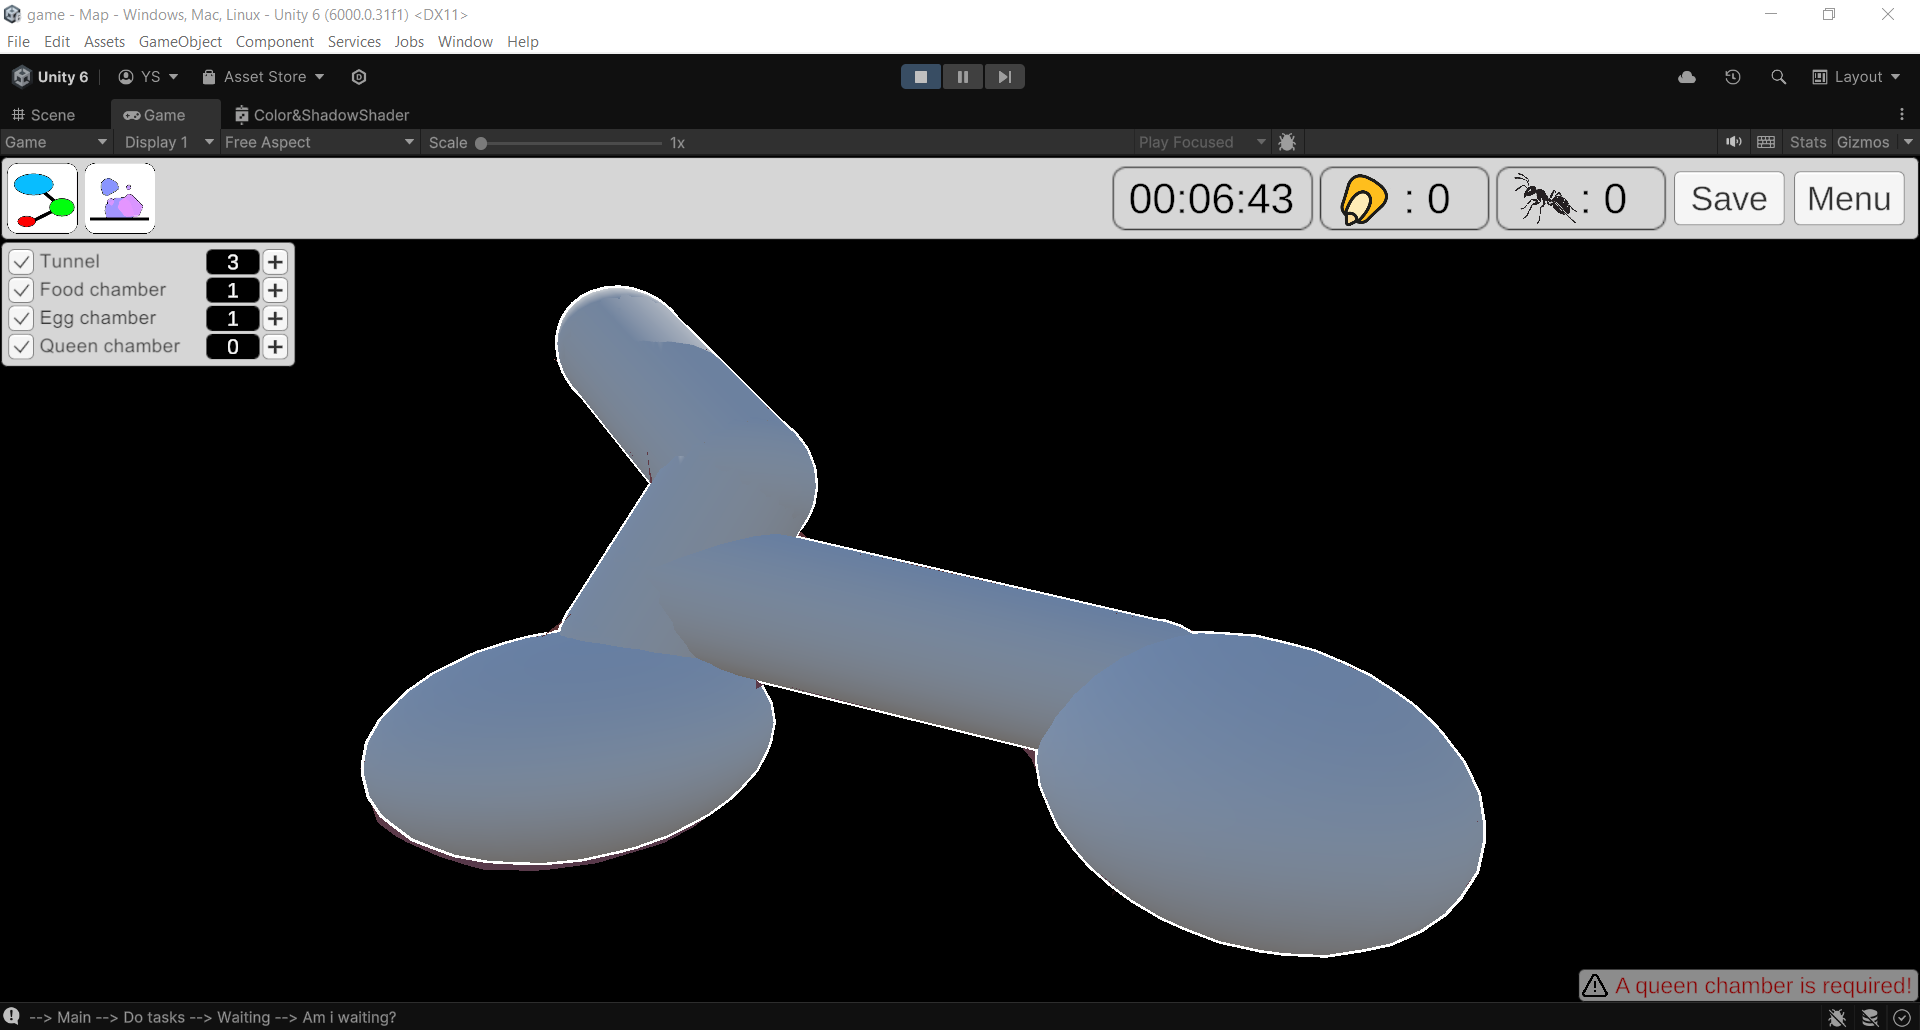 game - Map - Windows, Mac, Linux - Unity 6 (6000.0.31f1) <DX11>
File Edit Assets GameObject Component Services Jobs Window Help
Unity 6 YS Asset Store Layout
Scene Game Color&ShadowShader
Game Display 1 Free Aspect Scale 1x Play Focused Stats Gizmos
00:06:43 : 0 : 0 Save Menu
Tunnel 3 +
Food chamber 1 +
Egg chamber 1 +
Queen chamber 0 +
A queen chamber is required!
--> Main --> Do tasks --> Waiting --> Am i waiting?